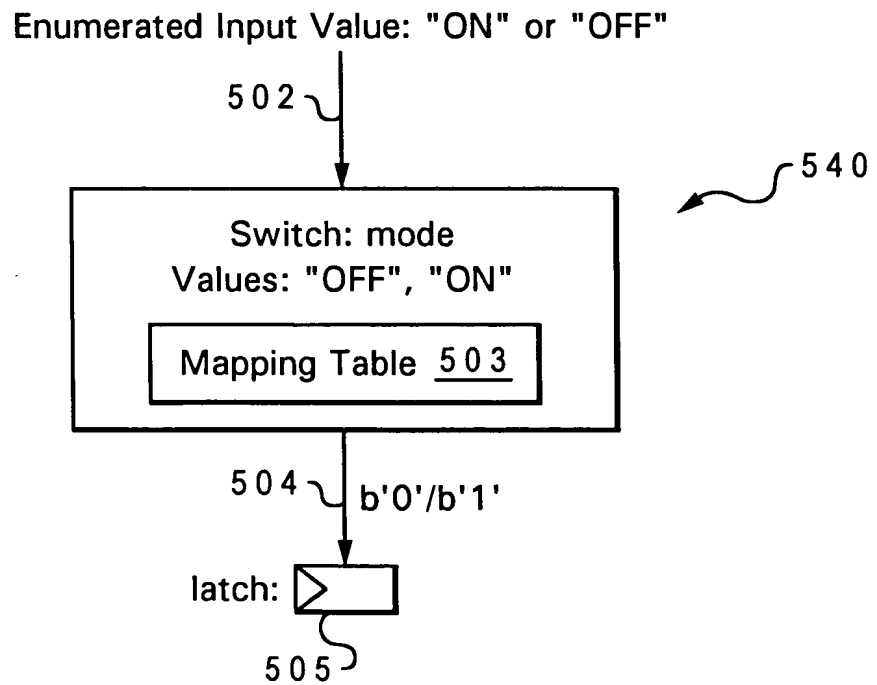 Enumerated Input Value: "ON" or "OFF"
502
540
Switch: mode
Values: "OFF", "ON"
Mapping Table 503
504
b'0'/b'1'
latch:
505